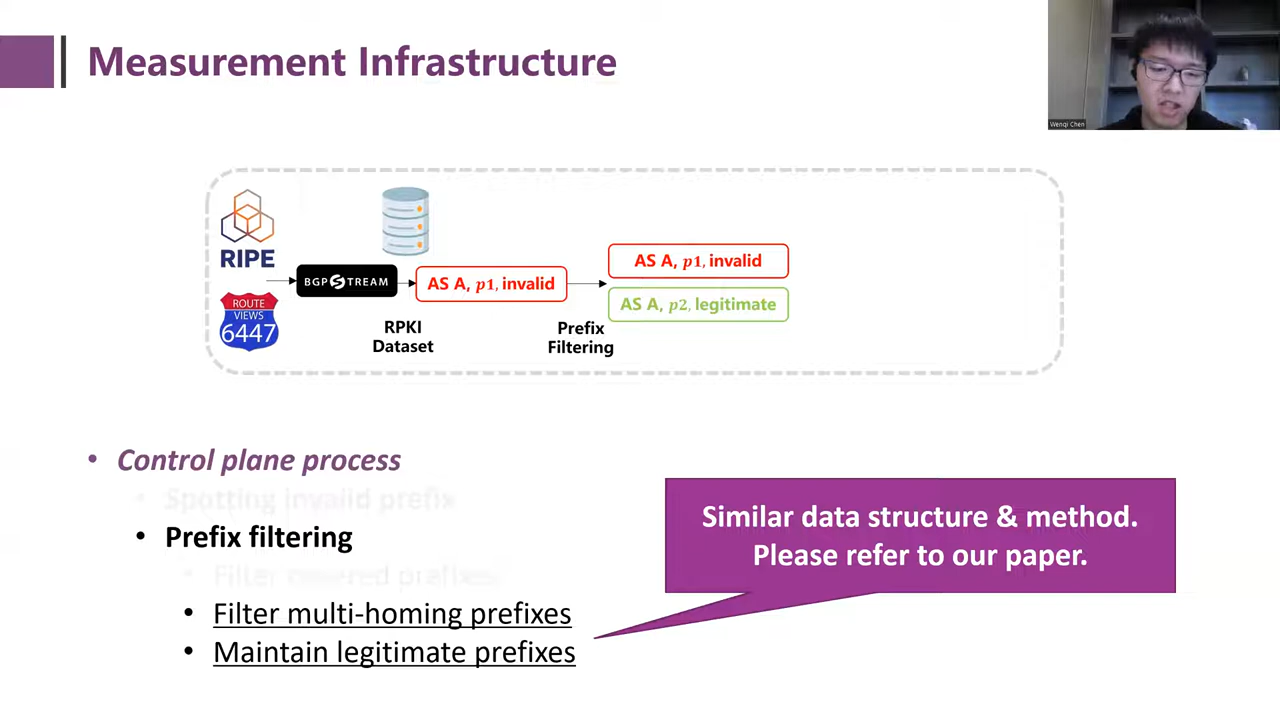 Measurement Infrastructure
Wenqi Chen
RIPE
ROUTE
VIEWS
6447
BGPSTREAM
AS A, p1, invalid
RPKI
Dataset
Prefix
Filtering
AS A, p1, invalid
AS A, p2, legitimate
• Control plane process
• Spotting invalid prefix
• Prefix filtering
• Filter covered prefixes
• Filter multi-homing prefixes
• Maintain legitimate prefixes
Similar data structure & method.
Please refer to our paper.